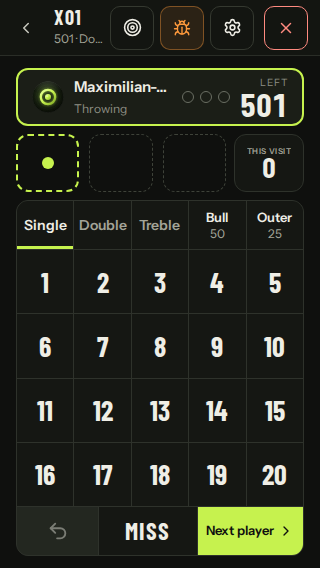 X01
501·Do…
Maximilian-…
Throwing
LEFT
501
THIS VISIT
0
Single Double Treble Bull 50 Outer 25
1 2 3 4 5
6 7 8 9 10
11 12 13 14 15
16 17 18 19 20
MISS Next player